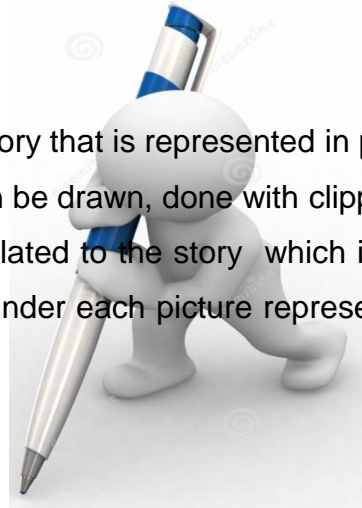 ory that is represented in p
be drawn, done with clipp
lated to the story which i
nder each picture represe
dreamstime